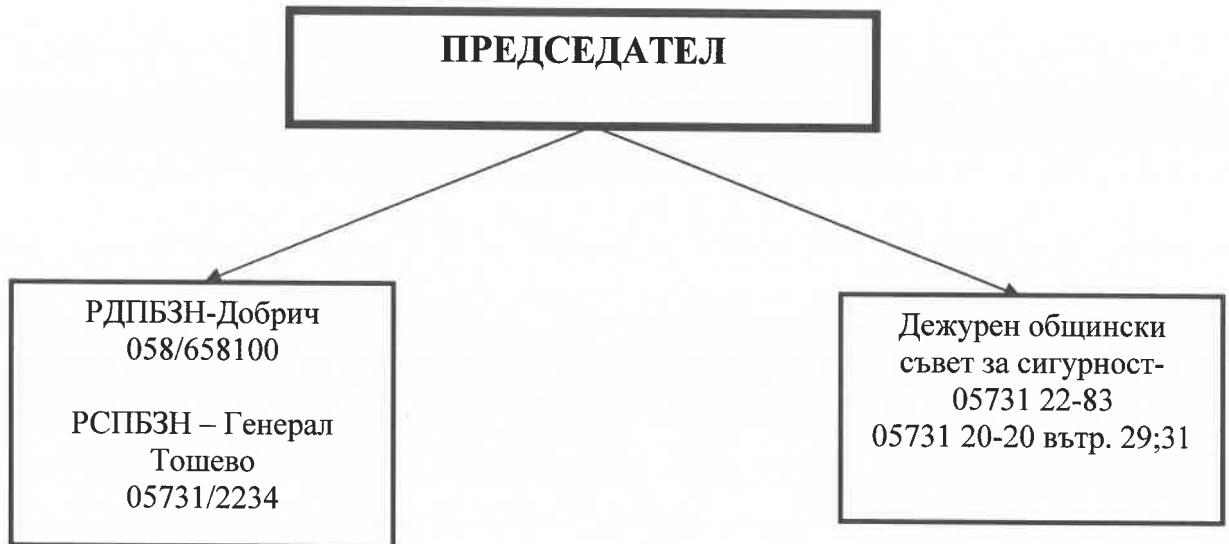 ПРЕДСЕДАТЕЛ
РДПБЗН-Добрич
058/658100
РСПБЗН – Генерал
Тошево
05731/2234
Дежурен общински
съвет за сигурност-
05731 22-83
05731 20-20 вътр. 29;31